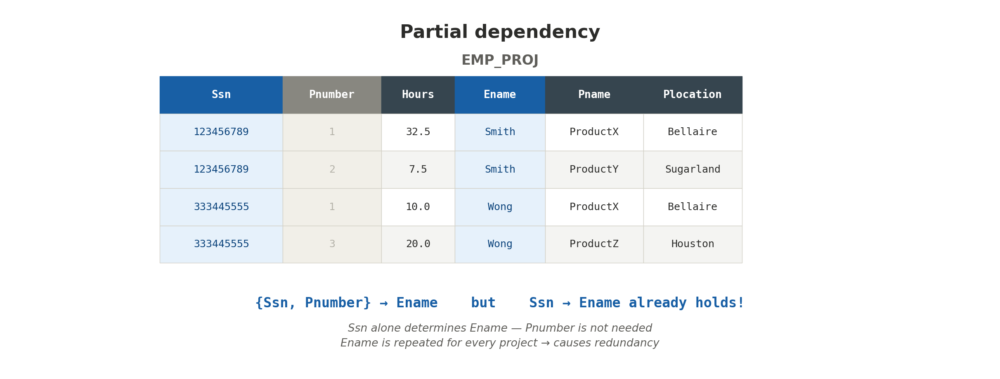 Partial dependency
EMP_PROJ
Ssn Pnumber Hours Ename Pname Plocation
123456789 1 32.5 Smith ProductX Bellaire
123456789 2 7.5 Smith ProductY Sugarland
333445555 1 10.0 Wong ProductX Bellaire
333445555 3 20.0 Wong ProductZ Houston
{Ssn, Pnumber} → Ename but Ssn → Ename already holds!
Ssn alone determines Ename — Pnumber is not needed
Ename is repeated for every project → causes redundancy